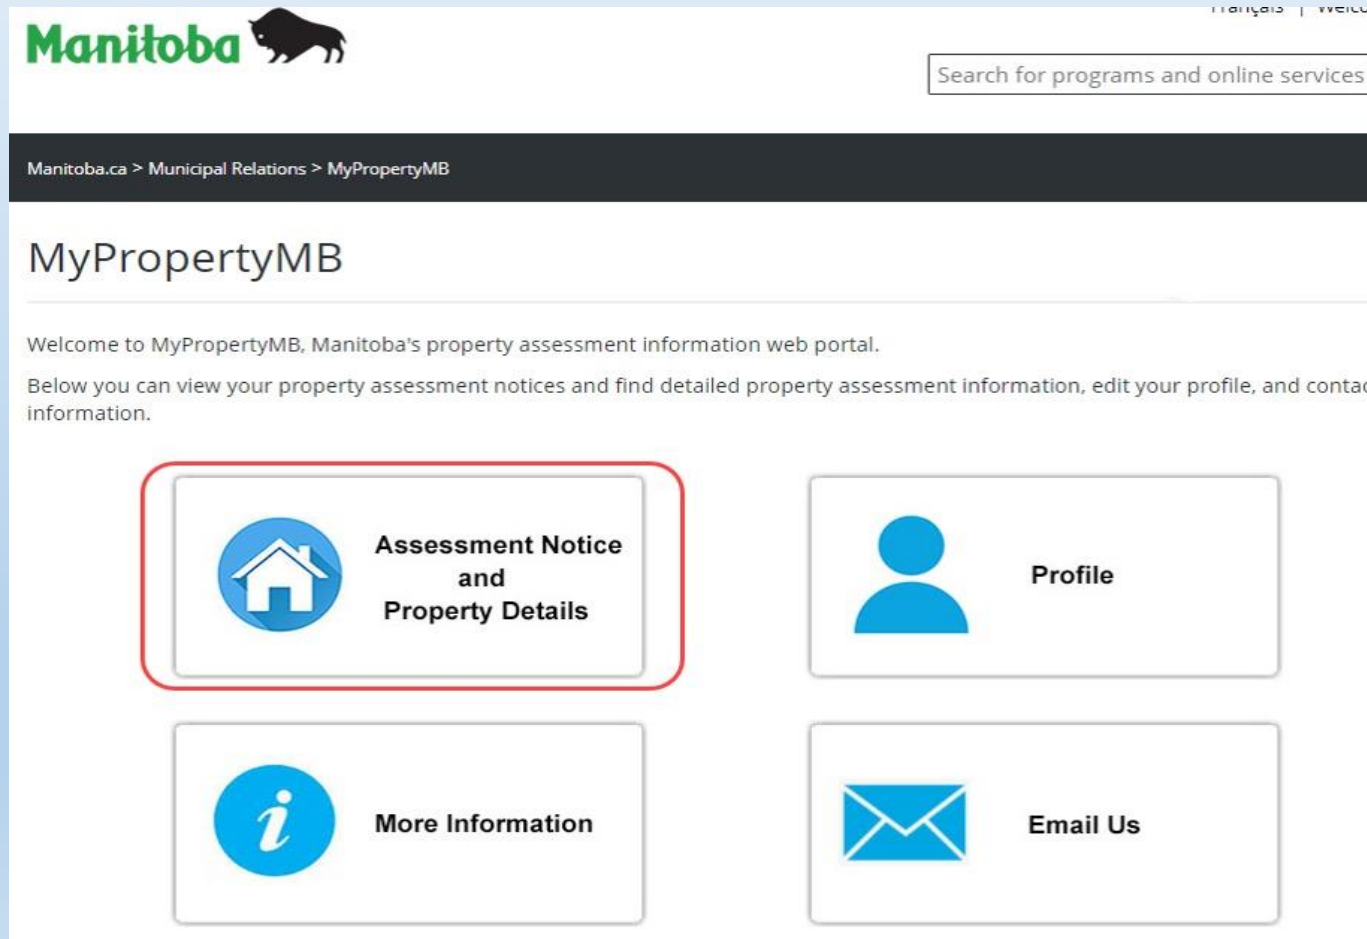 Manitoba
Français |
Search for programs and online services
Manitoba.ca > Municipal Relations > MyPropertyMB
MyPropertyMB
Welcome to MyPropertyMB, Manitoba's property assessment information web portal.
Below you can view your property assessment notices and find detailed property assessment information, edit your profile, and
information.
Assessment Notice
and
Property Details
Profile
More Information
Email Us